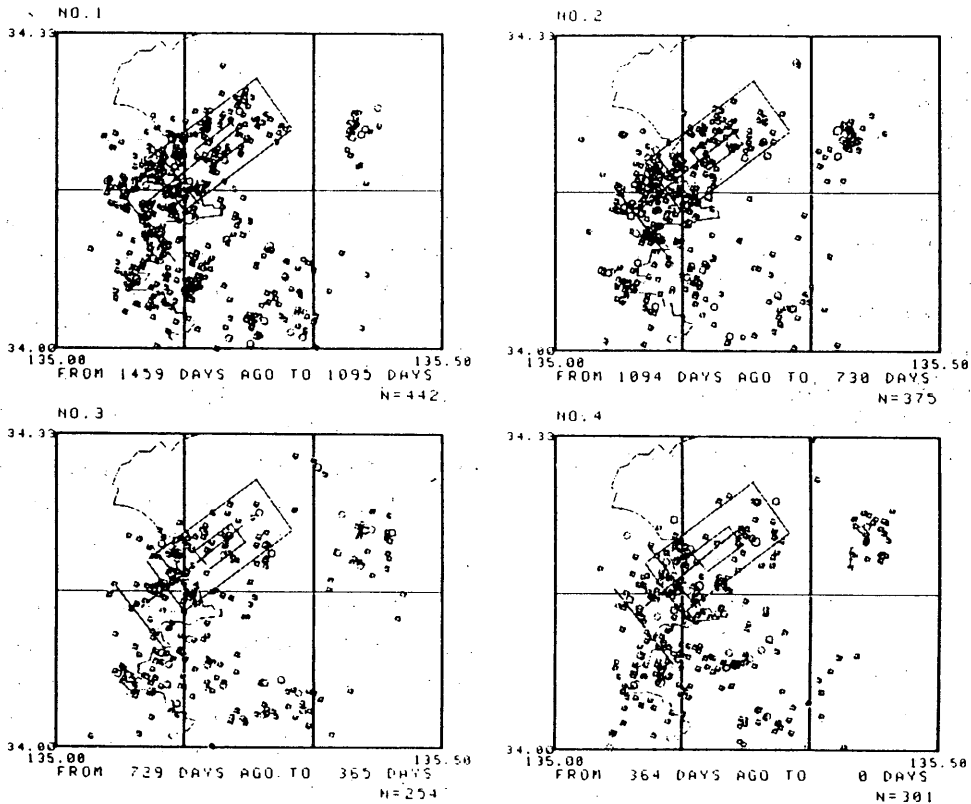 NO.1
34.33
34.00
135.00
135.50
FROM 1459 DAYS AGO TO 1095 DAYS
N=442
NO.2
34.33
34.00
135.00
135.50
FROM 1094 DAYS AGO TO 730 DAYS
N=375
NO.3
34.33
34.00
135.00
135.50
FROM 729 DAYS AGO TO 365 DAYS
N=254
NO.4
34.33
34.00
135.00
135.50
FROM 364 DAYS AGO TO 0 DAYS
N=301